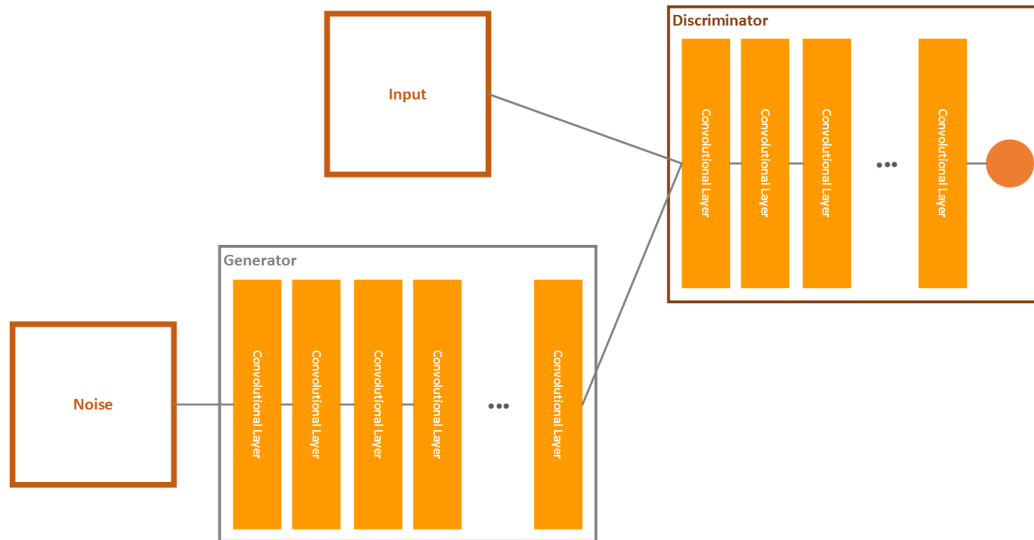 Discriminator
Input
Convolutional Layer
Convolutional Layer
Convolutional Layer
...
Convolutional Layer
Generator
Noise
Convolutional Layer
Convolutional Layer
Convolutional Layer
Convolutional Layer
...
Convolutional Layer